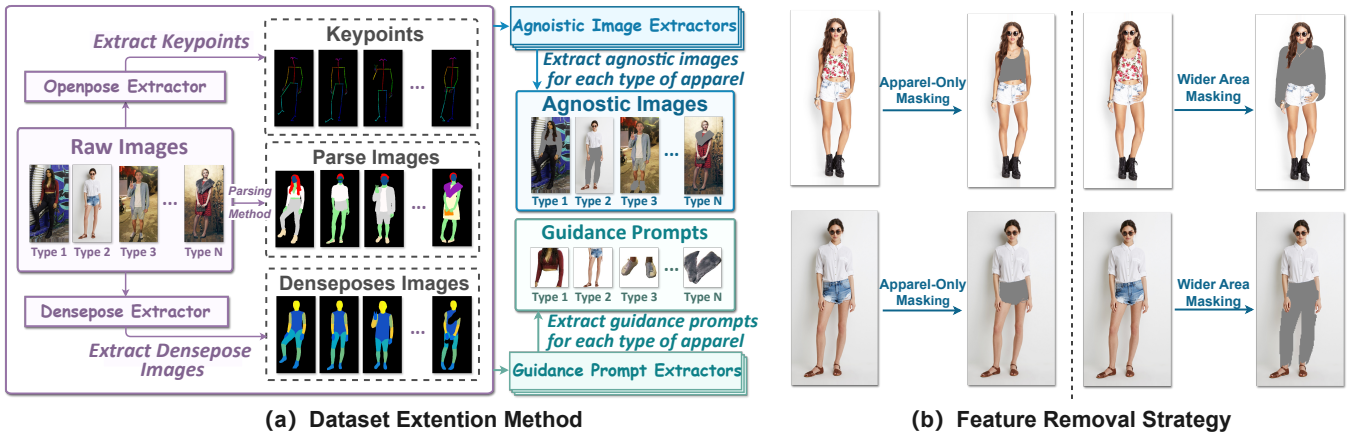 Extract Keypoints
Openpose Extractor
Raw Images
Type 1 Type 2 Type 3 ... Type N
Densepose Extractor
Extract Densepose
Images
Parsing
Method
Keypoints
...
Parse Images
...
Denseposes Images
...
Agnoistic Image Extractors
Extract agnostic images
for each type of apparel
Agnostic Images
...
Type 1 Type 2 Type 3 Type N
Guidance Prompts
...
Type 1 Type 2 Type 3 Type N
Extract guidance prompts
for each type of apparel
Guidance Prompt Extractors
(a) Dataset Extention Method
Apparel-Only
Masking
Wider Area
Masking
Apparel-Only
Masking
Wider Area
Masking
(b) Feature Removal Strategy